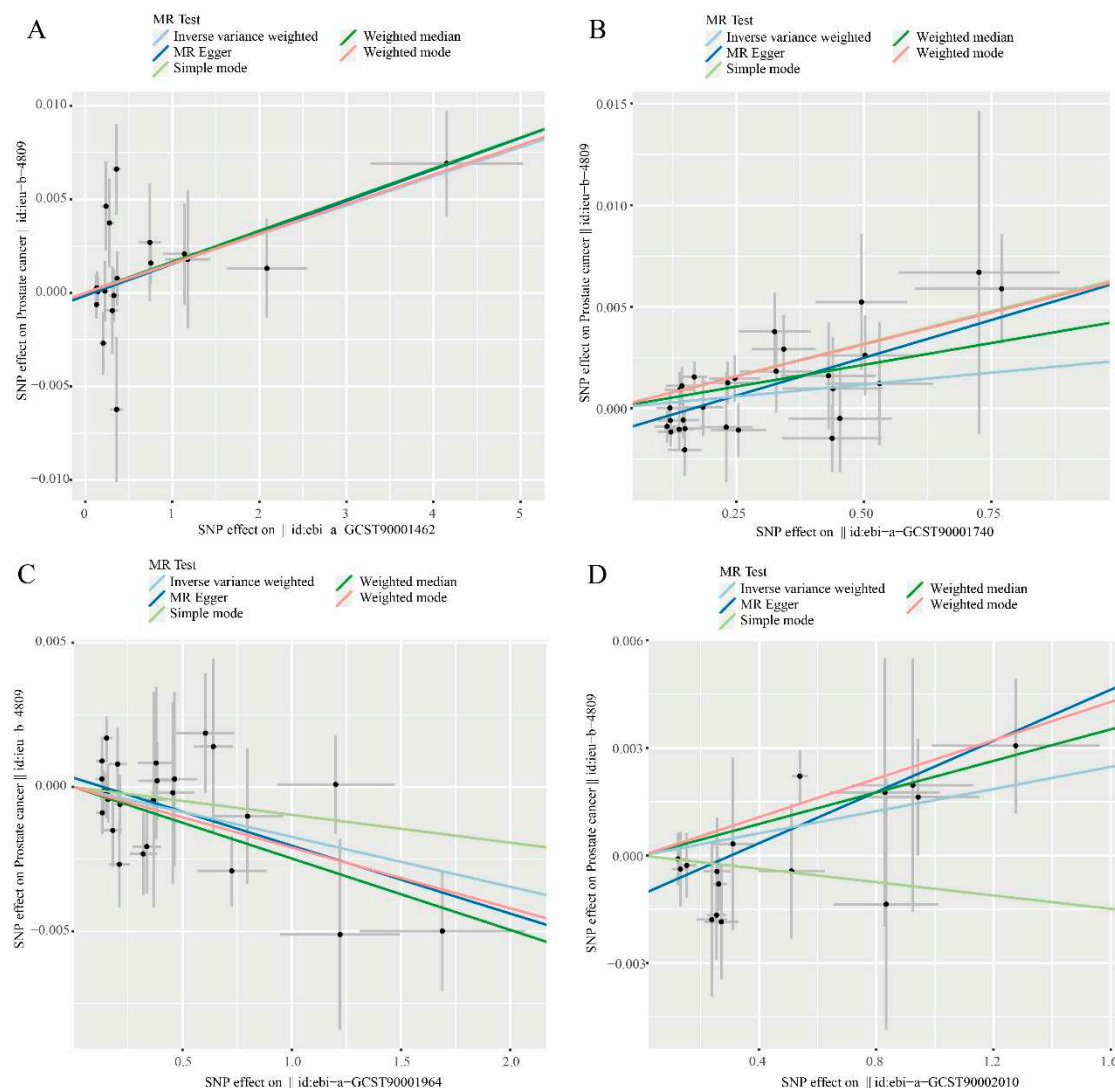 A
MR Test
Inverse variance weighted
MR Egger
Simple mode
Weighted median
Weighted mode
SNP effect on Prostate cancer || id:ieu-b-4809
0.010
0.005
0.000
−0.005
−0.010
0 1 2 3 4 5
SNP effect on || id:ebi a GCST90001462
B
MR Test
Inverse variance weighted
MR Egger
Simple mode
Weighted median
Weighted mode
SNP effect on Prostate cancer || id:ieu-b-4809
0.015
0.010
0.005
0.000
0.25 0.50 0.75
SNP effect on || id:ebi-a-GCST90001740
C
MR Test
Inverse variance weighted
MR Egger
Simple mode
Weighted median
Weighted mode
SNP effect on Prostate cancer || id:ieu b 4809
0.005
0.000
−0.005
0.5 1.0 1.5 2.0
SNP effect on || id:ebi-a-GCST90001964
D
MR Test
Inverse variance weighted
MR Egger
Simple mode
Weighted median
Weighted mode
SNP effect on Prostate cancer || id:ieu-b-4809
0.006
0.003
0.000
−0.003
0.4 0.8 1.2 1.6
SNP effect on || id:ebi-a-GCST90002010